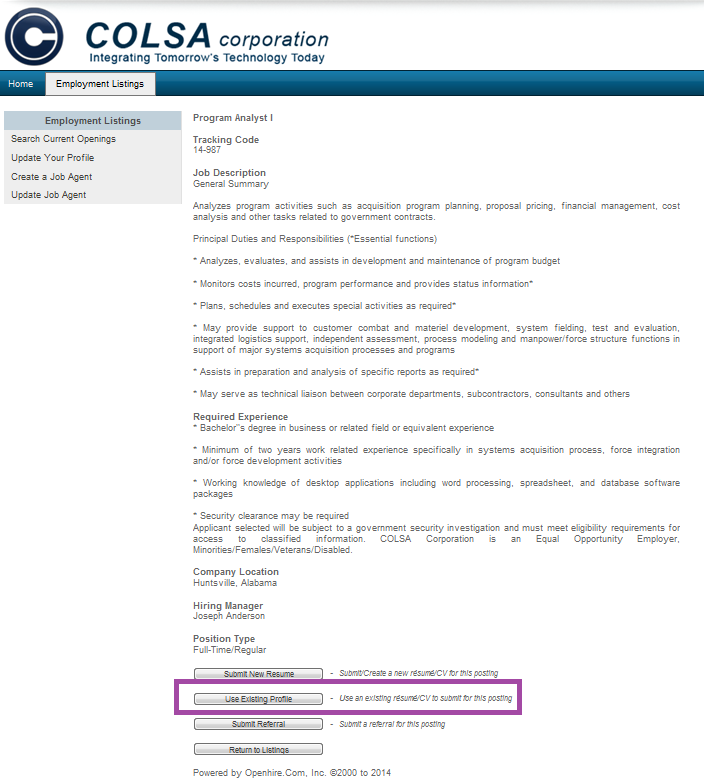 COLSA corporation
Integrating Tomorrow's Technology Today
Home
Employment Listings
Employment Listings
Search Current Openings
Update Your Profile
Create a Job Agent
Update Job Agent
Program Analyst I
Tracking Code
14-987
Job Description
General Summary
Analyzes program activities such as acquisition program planning, proposal pricing, financial management, cost
analysis and other tasks related to government contracts.
Principal Duties and Responsibilities (*Essential functions)
* Analyzes, evaluates, and assists in development and maintenance of program budget
* Monitors costs incurred, program performance and provides status information*
* Plans, schedules and executes special activities as required*
* May provide support to customer combat and materiel development, system fielding, test and evaluation,
integrated logistics support, independent assessment, process modeling and manpower/force structure functions in
support of major systems acquisition processes and programs
* Assists in preparation and analysis of specific reports as required*
* May serve as technical liaison between corporate departments, subcontractors, consultants and others
Required Experience
* Bachelor''s degree in business or related field or equivalent experience
* Minimum of two years work related experience specifically in systems acquisition process, force integration
and/or force development activities
* Working knowledge of desktop applications including word processing, spreadsheet, and database software
packages
* Security clearance may be required
Applicant selected will be subject to a government security investigation and must meet eligibility requirements for
access to classified information. COLSA Corporation is an Equal Opportunity Employer,
Minorities/Females/Veterans/Disabled.
Company Location
Huntsville, Alabama
Hiring Manager
Joseph Anderson
Position Type
Full-Time/Regular
Submit New Resume - Submit/Create a new résumé/CV for this posting
Use Existing Profile - Use an existing résumé/CV to submit for this posting
Submit Referral - Submit a referral for this posting
Return to Listings
Powered by Openhire.Com, Inc. ©2000 to 2014